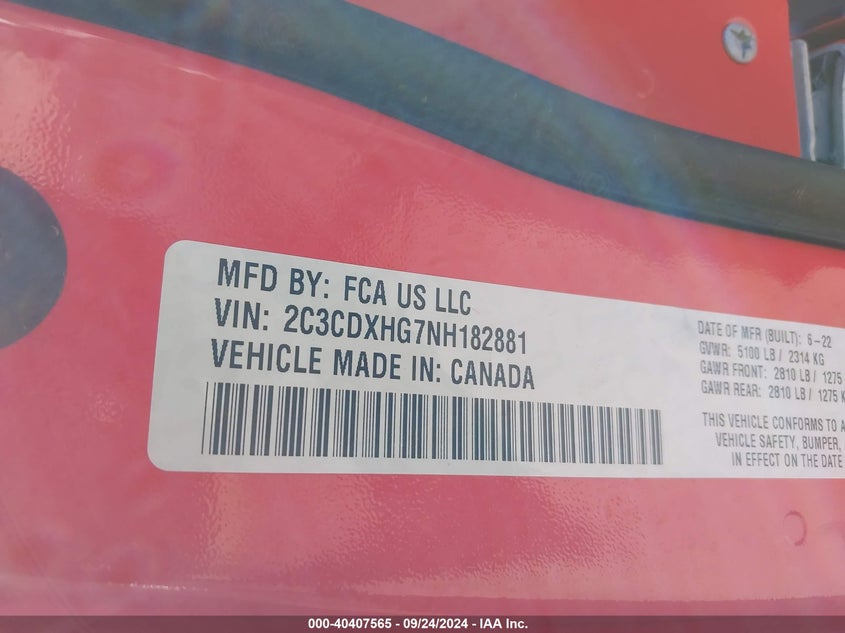 MFD BY: FCA US LLC
VIN: 2C3CDXHG7NH182881
VEHICLE MADE IN: CANADA
DATE OF MFR (BUILT): 6-22
GVWR: 5100 LB / 2314 KG
GAWR FRONT: 2810 LB / 1275
GAWR REAR: 2810 LB / 1275 K
THIS VEHICLE CONFORMS TO A
VEHICLE SAFETY, BUMPER,
IN EFFECT ON THE DATE
000-40407565 - 09/24/2024 - IAA Inc.